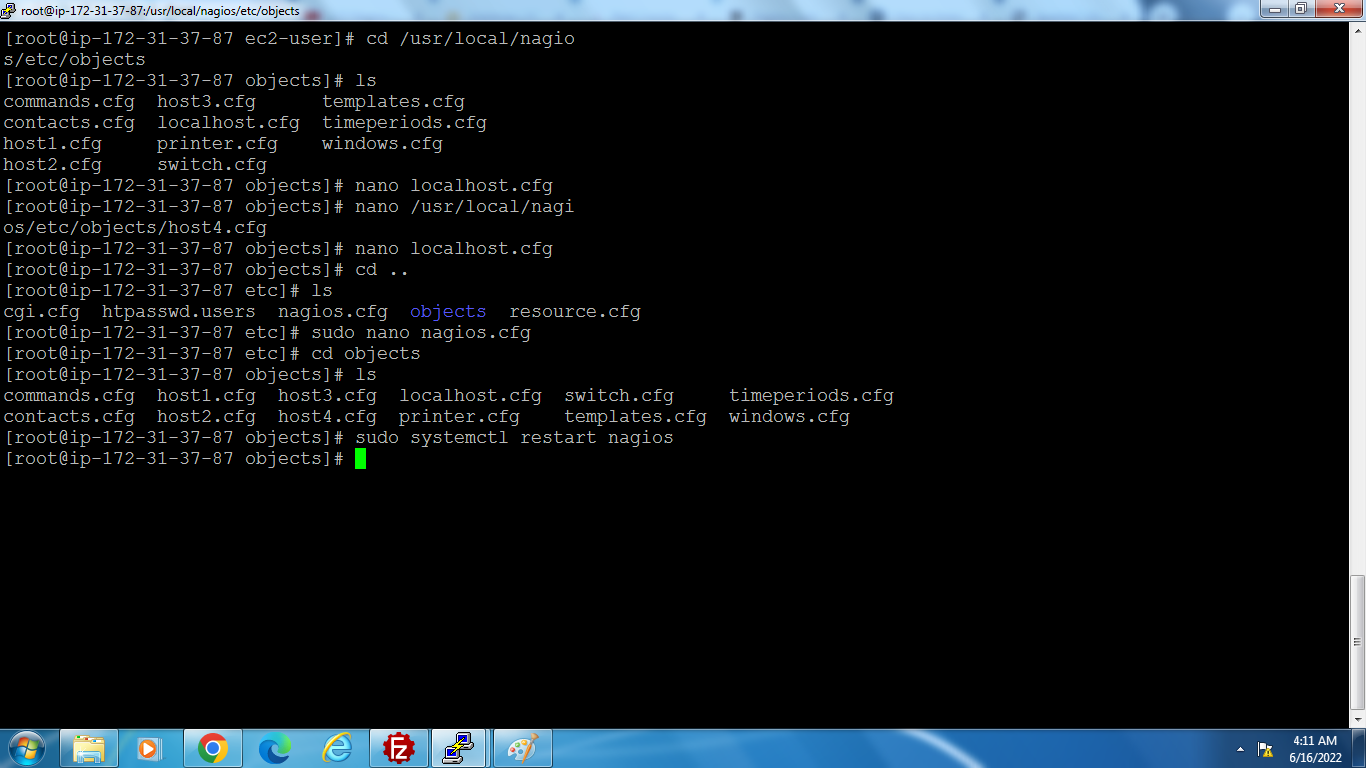 root@ip-172-31-37-87:/usr/local/nagios/etc/objects
[root@ip-172-31-37-87 ec2-user]# cd /usr/local/nagio
s/etc/objects
[root@ip-172-31-37-87 objects]# ls
commands.cfg  host3.cfg      templates.cfg
contacts.cfg  localhost.cfg  timeperiods.cfg
host1.cfg     printer.cfg    windows.cfg
host2.cfg     switch.cfg
[root@ip-172-31-37-87 objects]# nano localhost.cfg
[root@ip-172-31-37-87 objects]# nano /usr/local/nagi
os/etc/objects/host4.cfg
[root@ip-172-31-37-87 objects]# nano localhost.cfg
[root@ip-172-31-37-87 objects]# cd ..
[root@ip-172-31-37-87 etc]# ls
cgi.cfg  htpasswd.users  nagios.cfg  objects  resource.cfg
[root@ip-172-31-37-87 etc]# sudo nano nagios.cfg
[root@ip-172-31-37-87 etc]# cd objects
[root@ip-172-31-37-87 objects]# ls
commands.cfg  host1.cfg  host3.cfg  localhost.cfg  switch.cfg     timeperiods.cfg
contacts.cfg  host2.cfg  host4.cfg  printer.cfg    templates.cfg  windows.cfg
[root@ip-172-31-37-87 objects]# sudo systemctl restart nagios
[root@ip-172-31-37-87 objects]#
Fz
4:11 AM
6/16/2022